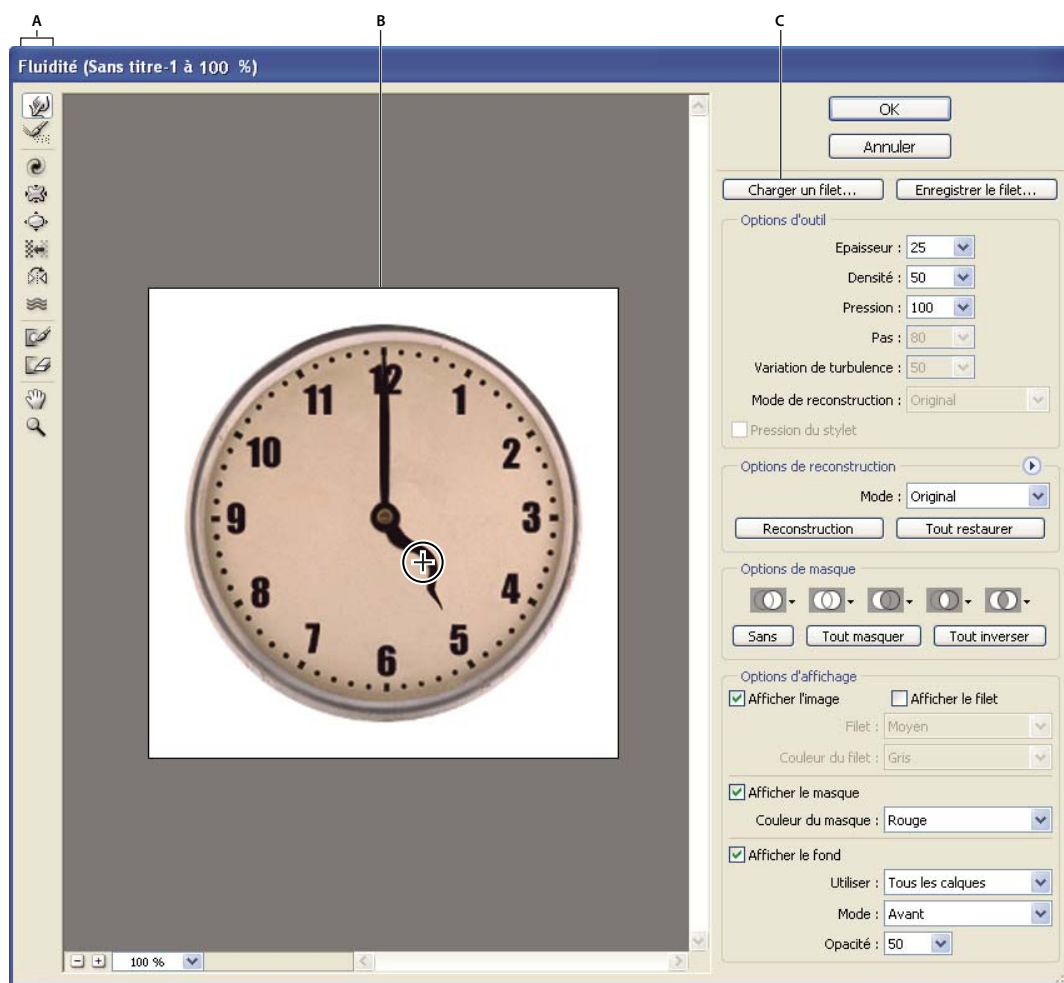 A B C
Fluidité (Sans titre-1 à 100 %)
OK
Annuler
Charger un filet... Enregistrer le filet...
Options d'outil
Epaisseur : 25
Densité : 50
Pression : 100
Pas : 80
Variation de turbulence : 50
Mode de reconstruction : Original
Pression du stylet
Options de reconstruction
Mode : Original
Reconstruction Tout restaurer
Options de masque
Sans Tout masquer Tout inverser
Options d'affichage
Afficher l'image Afficher le filet
Filet : Moyen
Couleur du filet : Gris
Afficher le masque
Couleur du masque : Rouge
Afficher le fond
Utiliser : Tous les calques
Mode : Avant
Opacité : 50
12
11 1
10 2
9 3
8 4
7 5
6
100 %